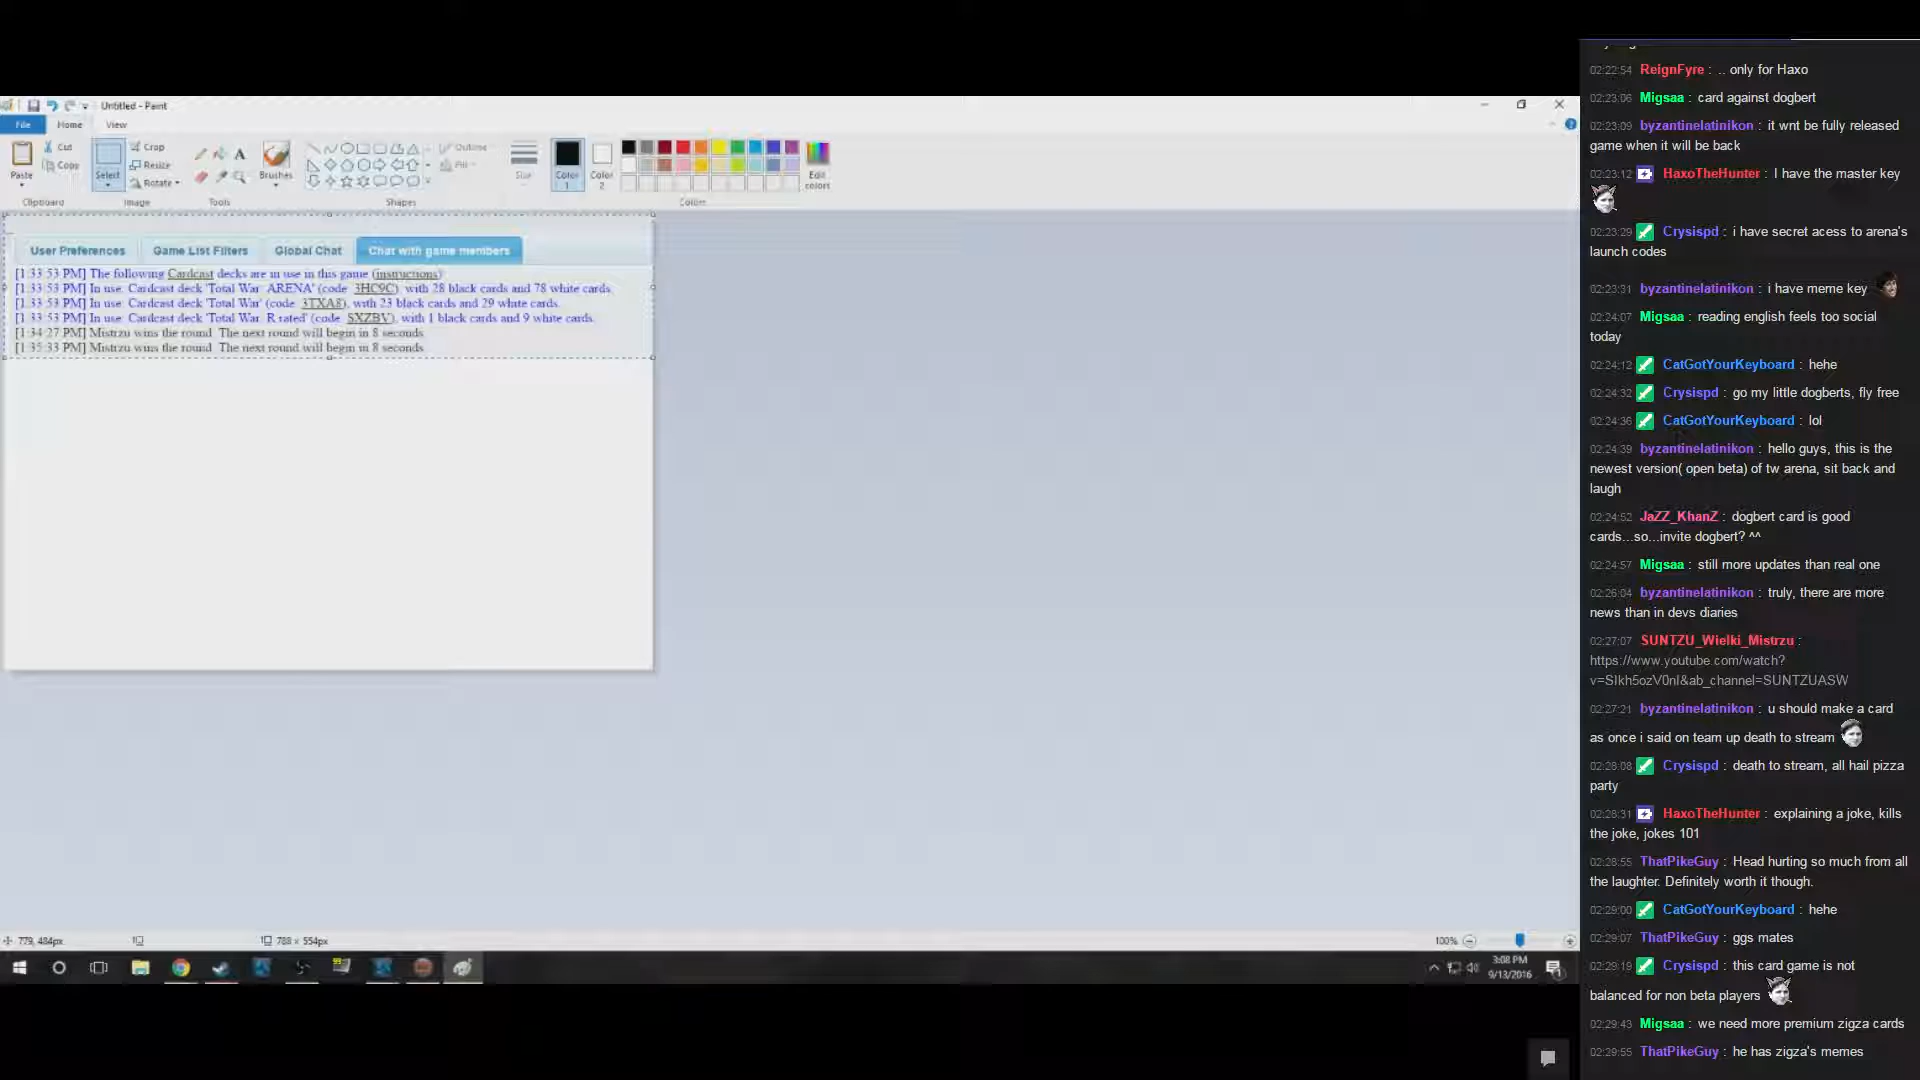 Untitled - Paint
File Home View
Paste
Cut
Copy
Clipboard
Select
Crop
Resize
Rotate
Image
Tools
Brushes
Outline
Fill
Shapes
Size
Color 1
Color 2
Edit colors
Colors
User Preferences Game List Filters Global Chat Chat with game members
[1:33:53 PM] The following Cardcast decks are in use in this game (instructions)
[1:33:53 PM] In use: Cardcast deck 'Total War: ARENA' (code: 3HC9C), with 28 black cards and 78 white cards.
[1:33:53 PM] In use: Cardcast deck 'Total War' (code: 3TXA8), with 23 black cards and 29 white cards.
[1:33:53 PM] In use: Cardcast deck 'Total War: R rated' (code: SXZBV), with 1 black cards and 9 white cards.
[1:34:27 PM] Mistrzu wins the round. The next round will begin in 8 seconds.
[1:35:33 PM] Mistrzu wins the round. The next round will begin in 8 seconds.
779, 484px
788 × 554px
100%
3:08 PM
9/13/2016
02:22:54 ReignFyre : .. only for Haxo
02:23:06 Migsaa : card against dogbert
02:23:09 byzantinelatinikon : it wnt be fully released
game when it will be back
02:23:12 HaxoTheHunter : I have the master key
02:23:29 Crysispd : i have secret acess to arena's
launch codes
02:23:31 byzantinelatinikon : i have meme key
02:24:07 Migsaa : reading english feels too social
today
02:24:12 CatGotYourKeyboard : hehe
02:24:32 Crysispd : go my little dogberts, fly free
02:24:36 CatGotYourKeyboard : lol
02:24:39 byzantinelatinikon : hello guys, this is the
newest version( open beta) of tw arena, sit back and
laugh
02:24:52 JaZZ_KhanZ : dogbert card is good
cards...so...invite dogbert? ^^
02:24:57 Migsaa : still more updates than real one
02:26:04 byzantinelatinikon : truly, there are more
news than in devs diaries
02:27:07 SUNTZU_Wielki_Mistrzu :
https://www.youtube.com/watch?
v=SIkh5ozV0nI&ab_channel=SUNTZUASW
02:27:21 byzantinelatinikon : u should make a card
as once i said on team up death to stream
02:28:08 Crysispd : death to stream, all hail pizza
party
02:28:31 HaxoTheHunter : explaining a joke, kills
the joke, jokes 101
02:28:55 ThatPikeGuy : Head hurting so much from all
the laughter. Definitely worth it though.
02:29:00 CatGotYourKeyboard : hehe
02:29:07 ThatPikeGuy : ggs mates
02:29:19 Crysispd : this card game is not
balanced for non beta players
02:29:43 Migsaa : we need more premium zigza cards
02:29:55 ThatPikeGuy : he has zigza's memes